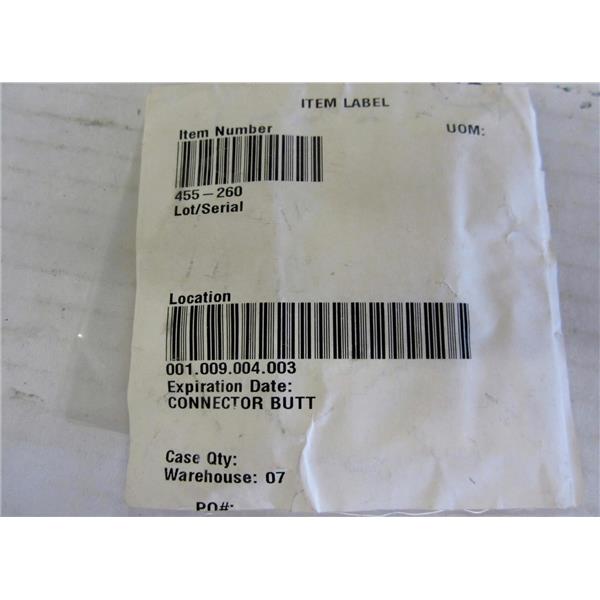 ITEM LABEL
Item Number UOM:
455-260
Lot/Serial
Location
001.009.004.003
Expiration Date:
CONNECTOR BUTT
Case Qty:
Warehouse: 07
PO#: